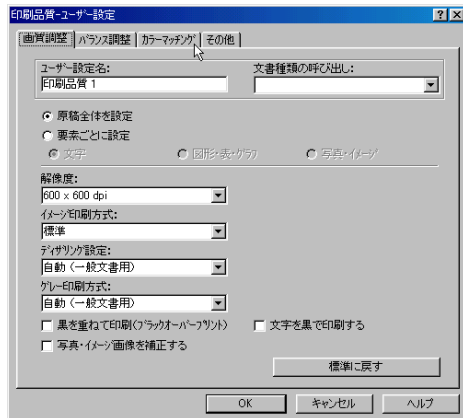 印刷品質-ユーザー設定
画質調整 バランス調整 カラーマッチング その他
ユーザー設定名: 文書種類の呼び出し:
印刷品質 1
原稿全体を設定
要素ごとに設定
文字 図形・表・グラフ 写真・イメージ
解像度:
600 x 600 dpi
イメージ印刷方式:
標準
ディザリング設定:
自動 (一般文書用)
グレー印刷方式:
自動 (一般文書用)
黒を重ねて印刷(ブラックオーバープリント) 文字を黒で印刷する
写真・イメージ画像を補正する
標準に戻す
OK キャンセル ヘルプ